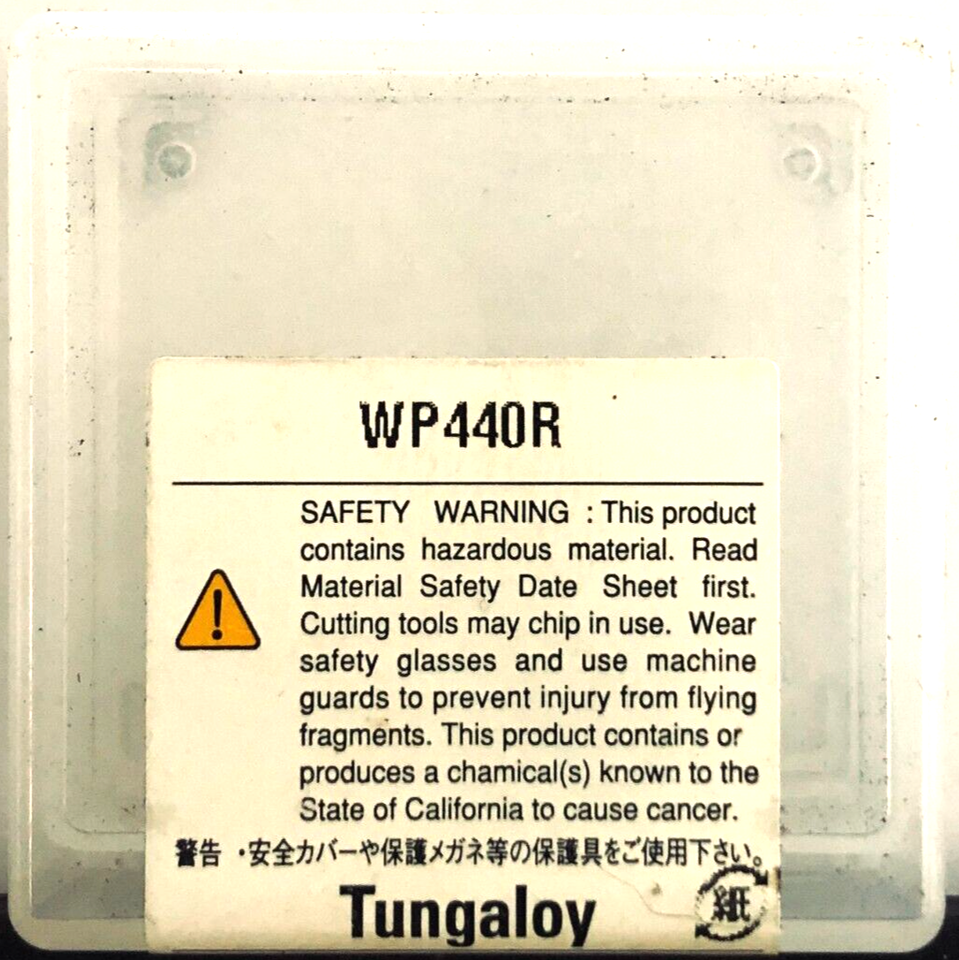 WP440R
SAFETY WARNING : This product
contains hazardous material. Read
Material Safety Date Sheet first.
Cutting tools may chip in use. Wear
safety glasses and use machine
guards to prevent injury from flying
fragments. This product contains or
produces a chamical(s) known to the
State of California to cause cancer.
警告 ・安全カバーや保護メガネ等の保護具をご使用下さい。
Tungaloy
紙